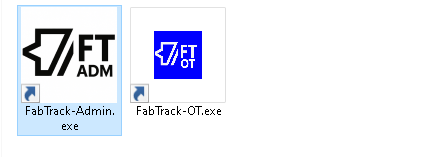 FT
ADM
FT
OT
FabTrack-Admin.
exe
FabTrack-OT.exe